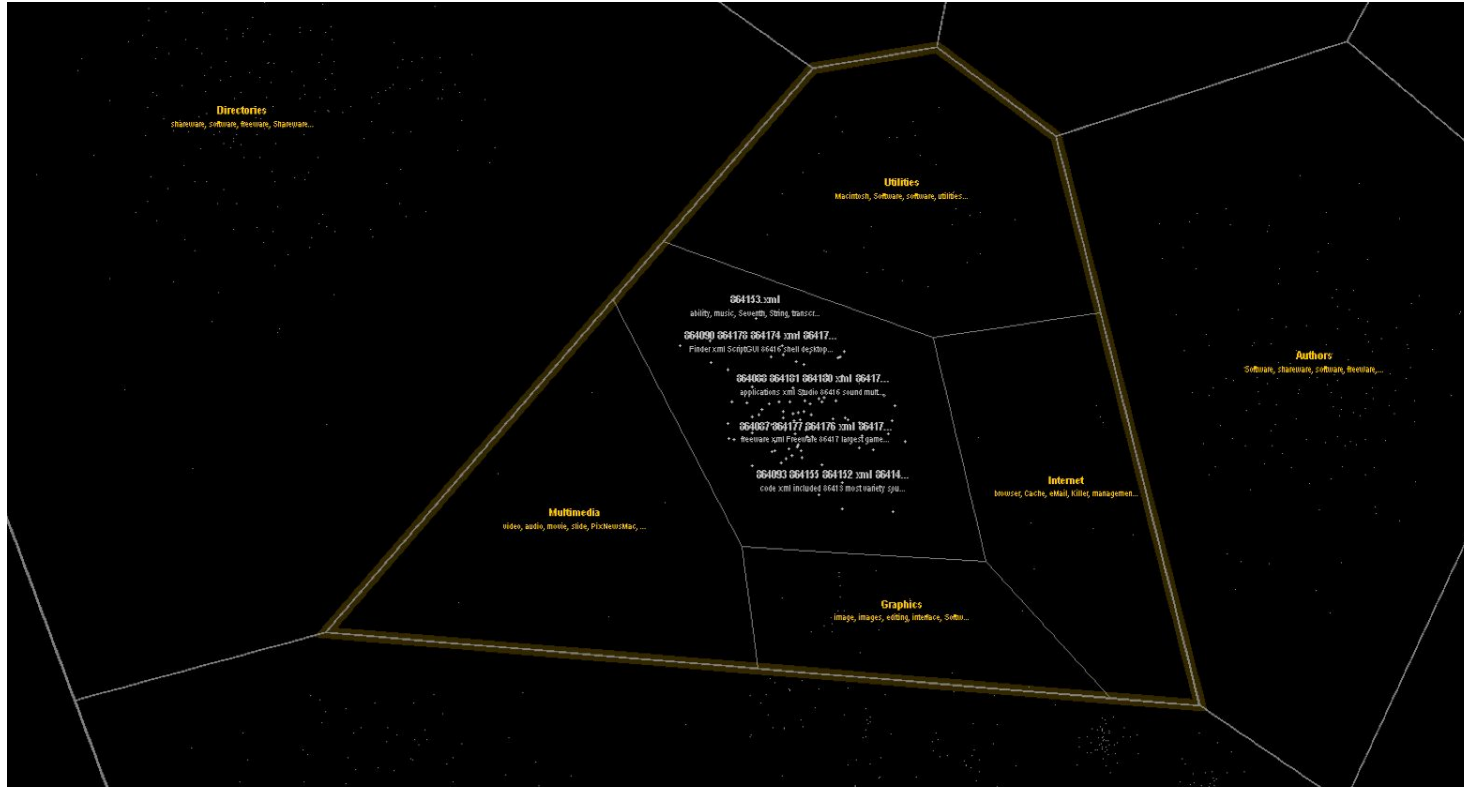 Directories
shareware, software, freeware, Shareware...
Utilities
Macintosh, Software, software, utilities...
864153.xml
ability, music, Seventh, String, transcr...
864090 864178 864174 xml 86417...
Finder xml ScriptGUI 86416 shell desktop...
Authors
Software, shareware, software, freeware,...
864088 864181 864180 xml 86417...
applications xml Studio 86416 sound mult...
864087 864177 864176 xml 86417...
freeware xml Freeware 86417 largest game...
864093 864155 864152 xml 86414...
code xml included 86413 most variety spu...
Internet
browser, Cache, eMail, Killer, managemen...
Multimedia
video, audio, movie, slide, PixNewsMac, ...
Graphics
image, images, editing, interface, Softw...